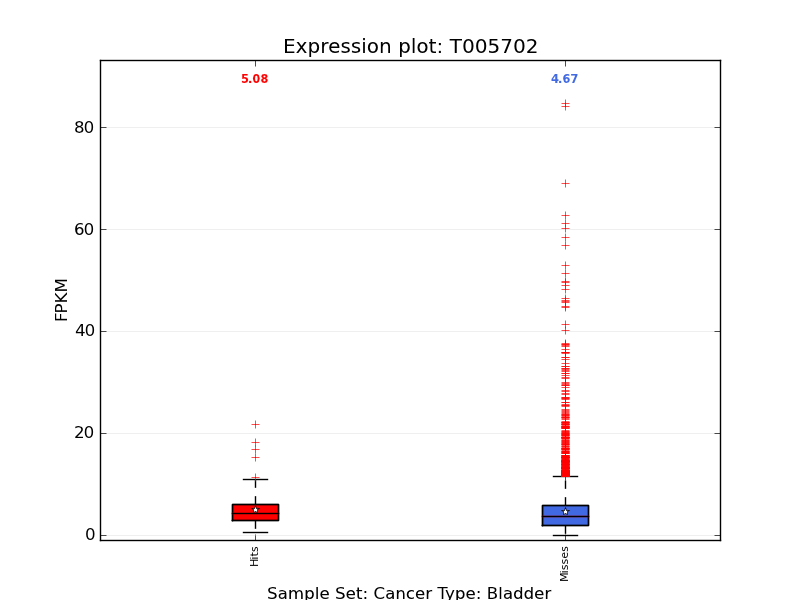 Expression plot: T005702
5.08
4.67
80
60
40
20
0
FPKM
Hits
Misses
Sample Set: Cancer Type: Bladder